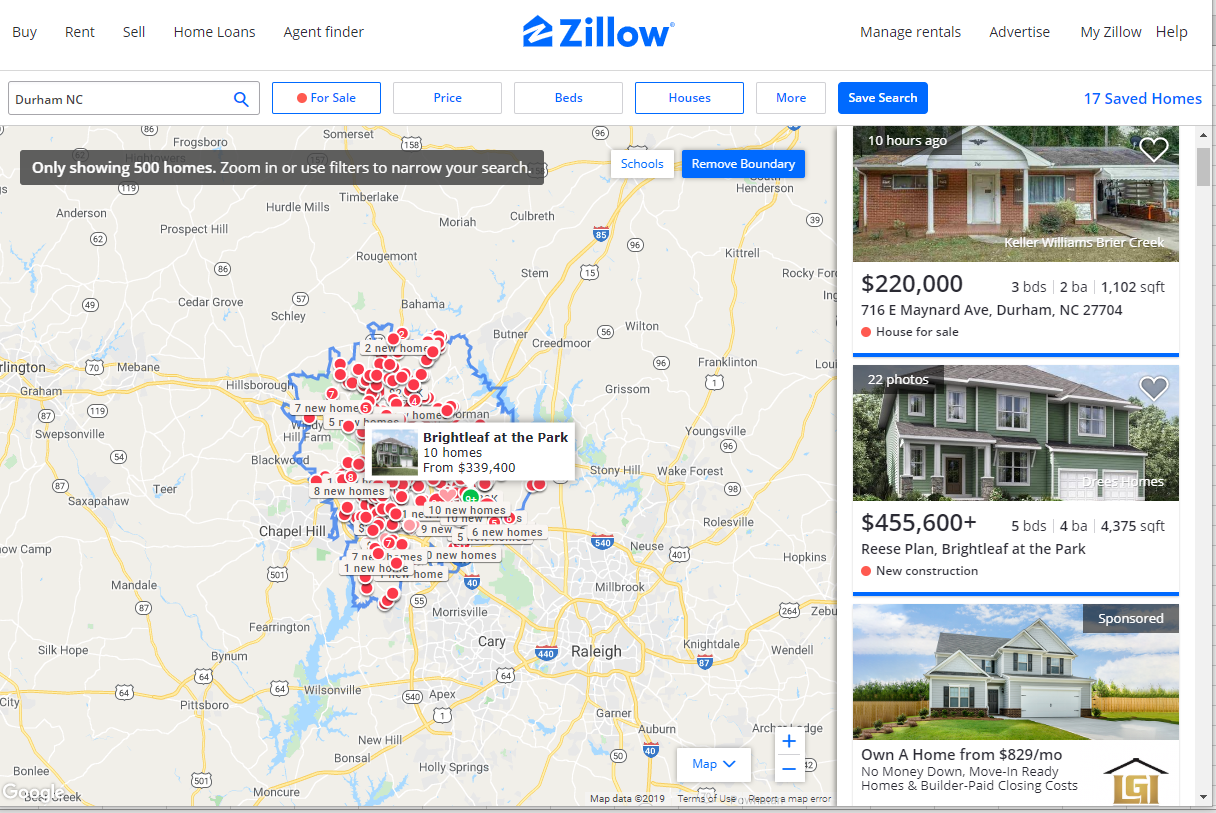 Buy
Rent
Sell
Home Loans
Agent finder
Zillow
Manage rentals
Advertise
My Zillow
Help
Durham NC
For Sale
Price
Beds
Houses
More
Save Search
17 Saved Homes
Only showing 500 homes. Zoom in or use filters to narrow your search.
Schools
Remove Boundary
Frogsboro
Somerset
Hightowers
South
Henderson
Anderson
Hurdle Mills
Timberlake
Prospect Hill
Moriah
Culbreth
Rougemont
Kittrell
Stem
Rocky
Cedar Grove
Schley
Bahama
Butner
Creedmoor
Wilton
Franklinton
Mebane
Graham
Hillsborough
Grissom
Swepsonville
Youngsville
Blackwood
Stony Hill
Wake Forest
Teer
Saxapahaw
Rolesville
Chapel Hill
Neuse
Hopkins
Mandale
Millbrook
Morrisville
Fearrington
Silk Hope
Bynum
Cary
Raleigh
Knightdale
Wendell
Wilsonville
Apex
Pittsboro
Garner
Auburn
New Hill
Bonsal
Holly Springs
Bonlee
Moncure
2 new home
8 new homes
10 new homes
6 new homes
Brightleaf at the Park
10 homes
From $339,400
Map
+
−
Google
Map data ©2019
Terms of Use
Report a map error
10 hours ago
Keller Williams Brier Creek
$220,000
3 bds
2 ba
1,102 sqft
716 E Maynard Ave, Durham, NC 27704
House for sale
22 photos
Drees Homes
$455,600+
5 bds
4 ba
4,375 sqft
Reese Plan, Brightleaf at the Park
New construction
Sponsored
Own A Home from $829/mo
No Money Down, Move-In Ready
Homes & Builder-Paid Closing Costs
LGI